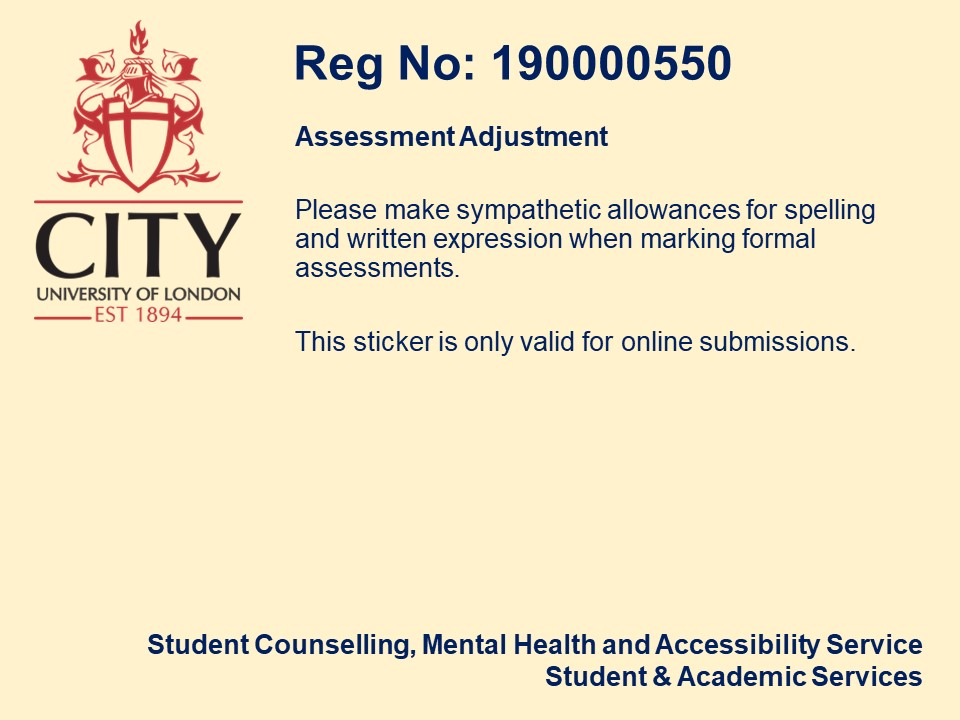 Reg No: 190000550
Assessment Adjustment
Please make sympathetic allowances for spelling
and written expression when marking formal
assessments.
This sticker is only valid for online submissions.
CITY
UNIVERSITY OF LONDON
EST 1894
Student Counselling, Mental Health and Accessibility Service
Student & Academic Services